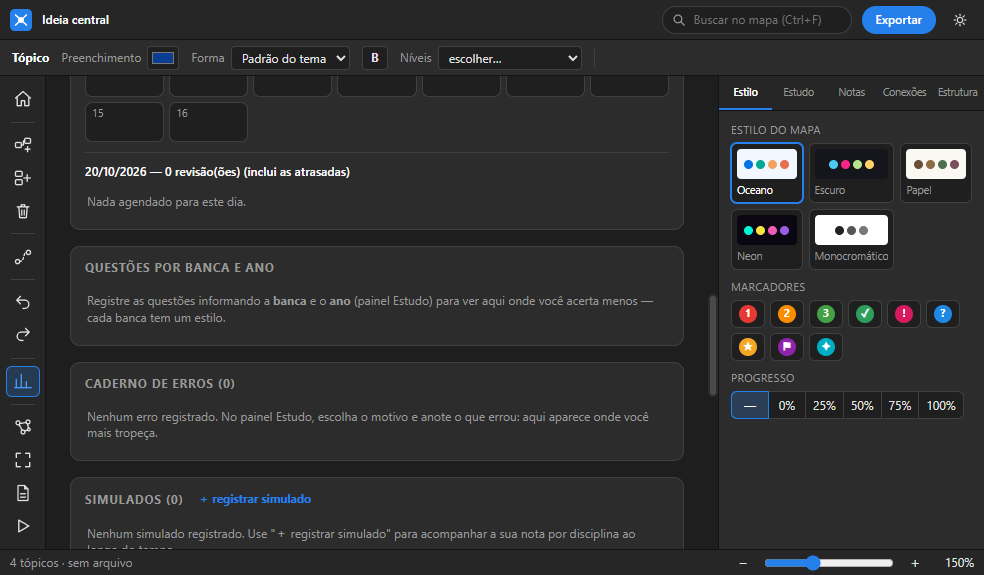 Ideia central
Buscar no mapa (Ctrl+F)
Exportar
Tópico
Preenchimento
Forma
Padrão do tema
B
Níveis
escolher...
15
16
20/10/2026 — 0 revisão(ões) (inclui as atrasadas)
Nada agendado para este dia.
QUESTÕES POR BANCA E ANO
Registre as questões informando a banca e o ano (painel Estudo) para ver aqui onde você acerta menos —
cada banca tem um estilo.
CADERNO DE ERROS (0)
Nenhum erro registrado. No painel Estudo, escolha o motivo e anote o que errou: aqui aparece onde você
mais tropeça.
SIMULADOS (0)
+ registrar simulado
Nenhum simulado registrado. Use "+ registrar simulado" para acompanhar a sua nota por disciplina ao
longo do tempo.
Estilo
Estudo
Notas
Conexões
Estrutura
ESTILO DO MAPA
Oceano
Escuro
Papel
Neon
Monocromático
MARCADORES
1
2
3
!
?
PROGRESSO
—
0%
25%
50%
75%
100%
4 tópicos · sem arquivo
−
+
150%